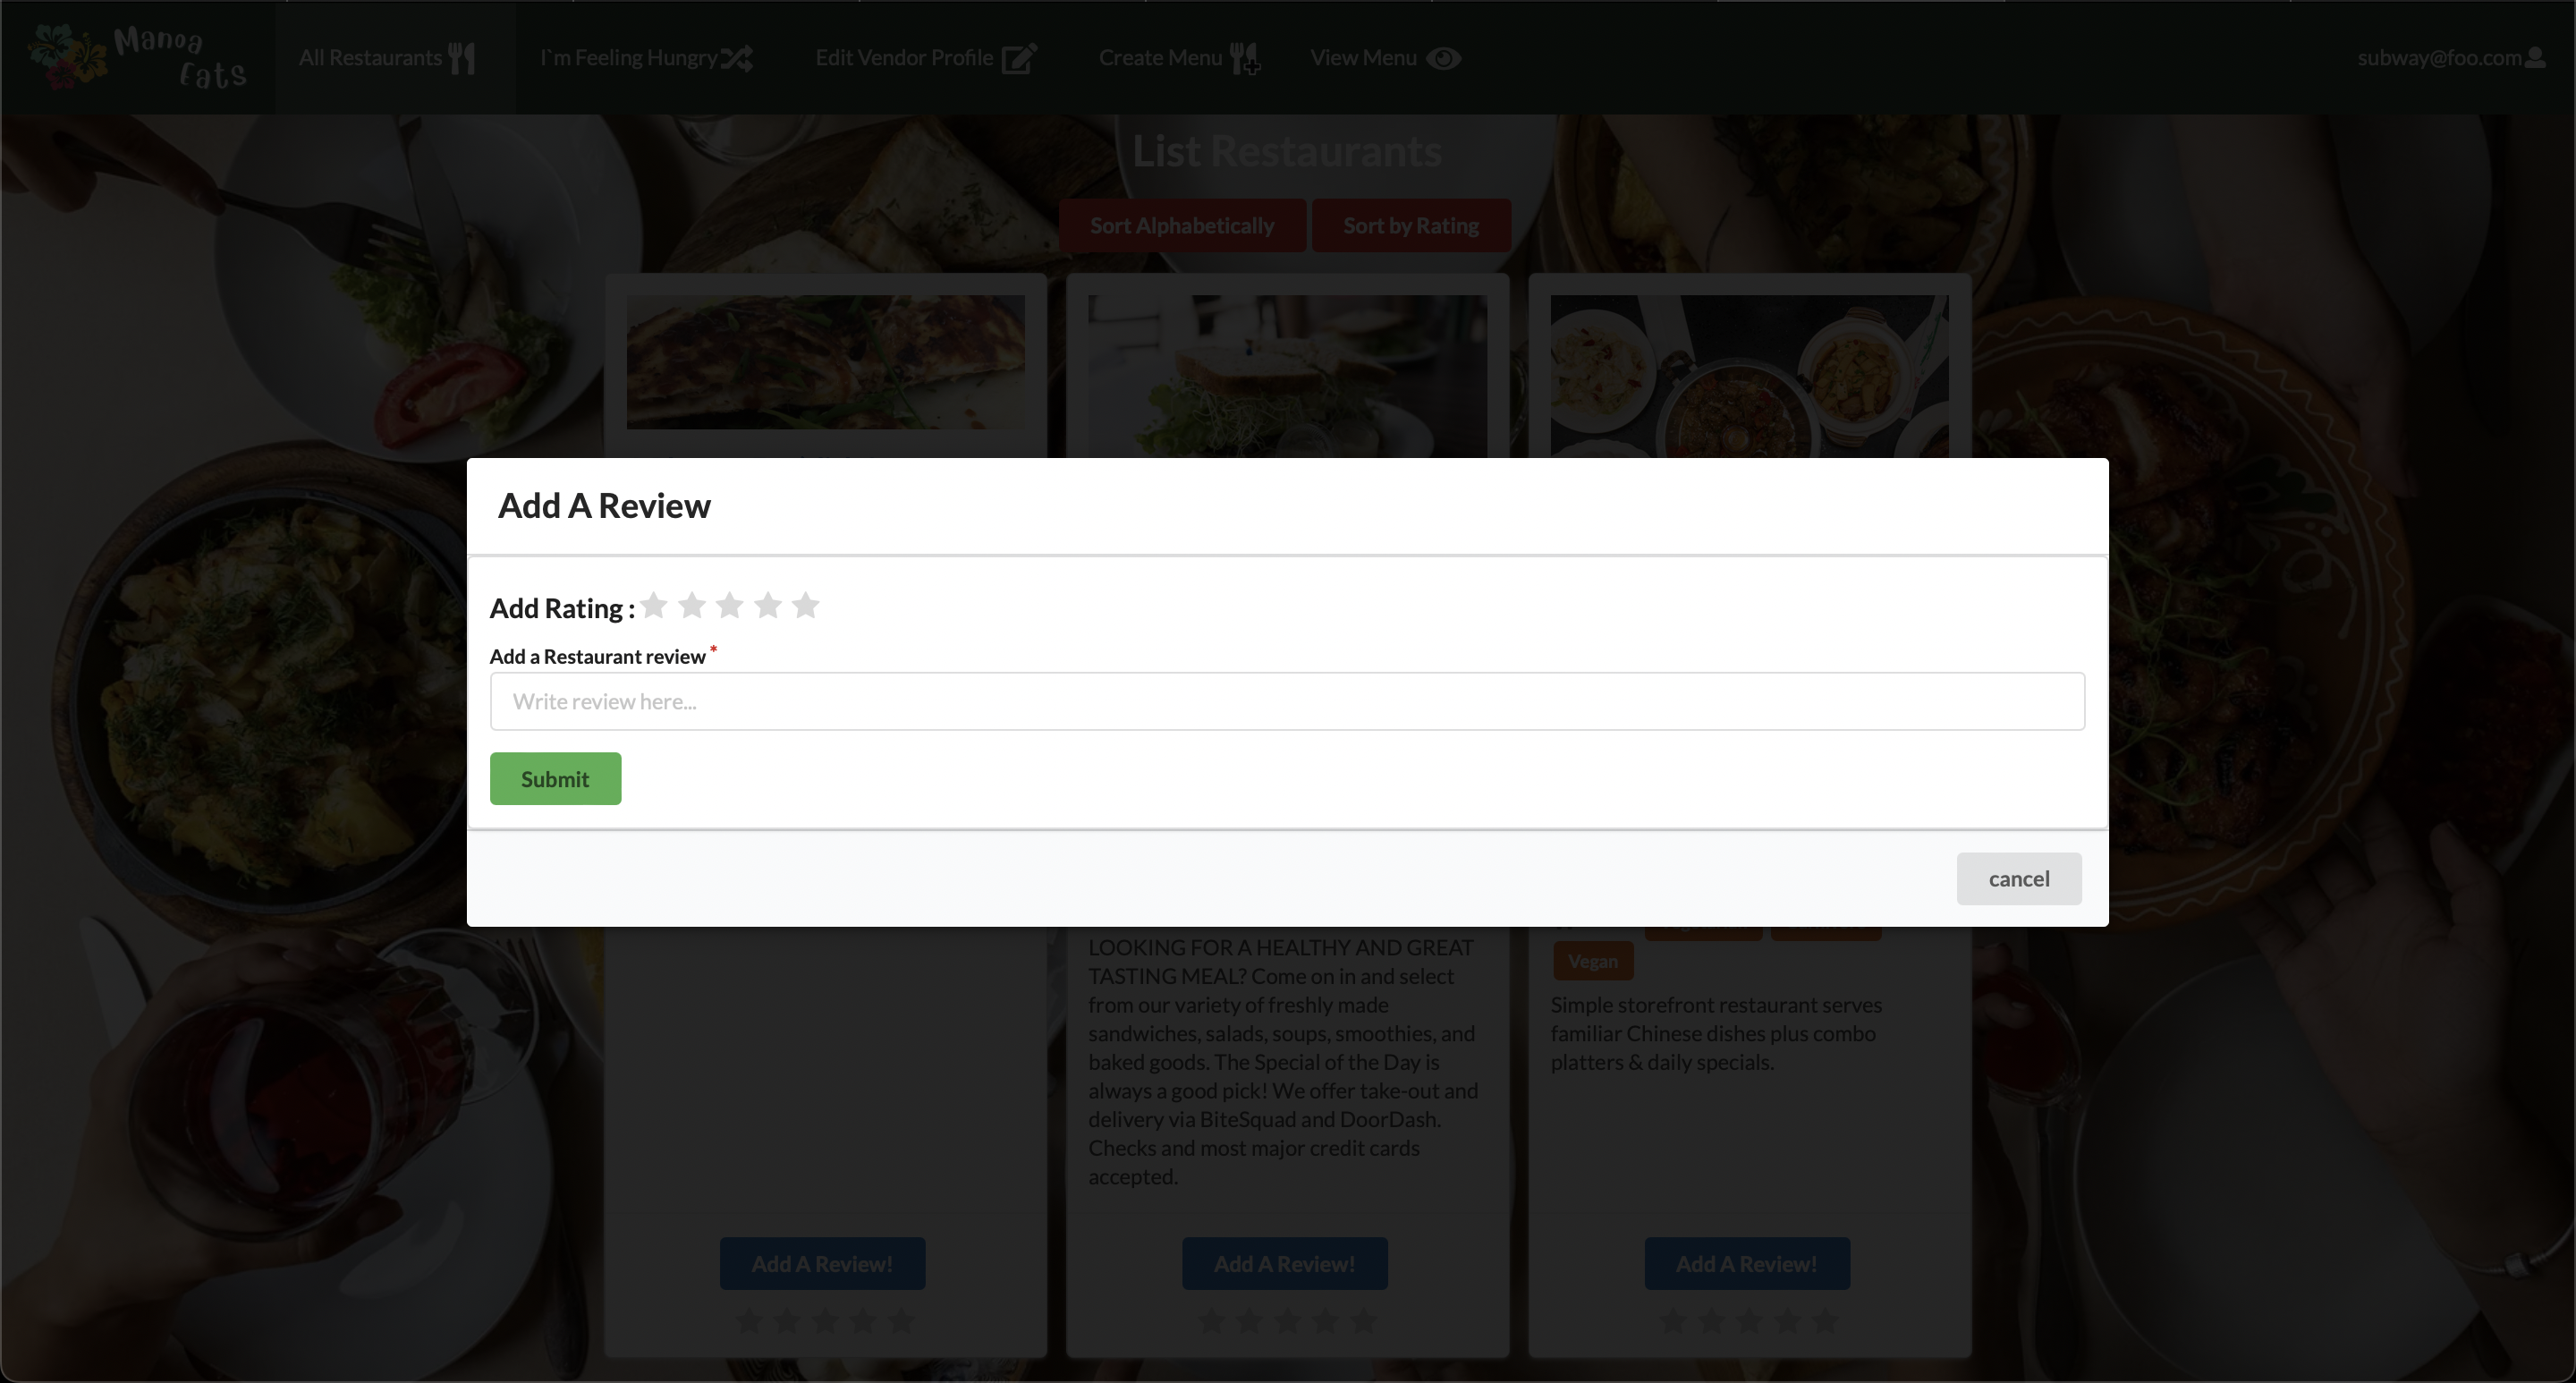 Manoa Eats
All Restaurants
I`m Feeling Hungry
Edit Vendor Profile
Create Menu
View Menu
subway@foo.com
List Restaurants
Sort Alphabetically
Sort by Rating
Add A Review
Add Rating :
Add a Restaurant review *
Write review here...
Submit
cancel
LOOKING FOR A HEALTHY AND GREAT
TASTING MEAL? Come on in and select
from our variety of freshly made
sandwiches, salads, soups, smoothies, and
baked goods. The Special of the Day is
always a good pick! We offer take-out and
delivery via BiteSquad and DoorDash.
Checks and most major credit cards
accepted.
Vegan
Simple storefront restaurant serves
familiar Chinese dishes plus combo
platters & daily specials.
Add A Review!
Add A Review!
Add A Review!